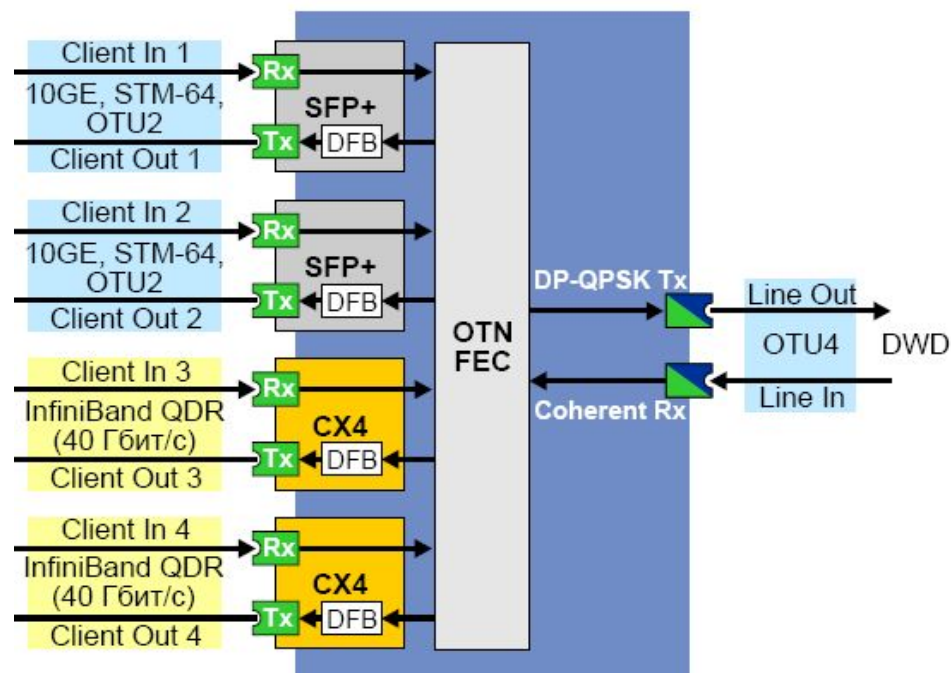 Client In 1
Rx
10GE, STM-64,
OTU2
SFP+
Tx
DFB
Client Out 1
Client In 2
Rx
10GE, STM-64,
OTU2
SFP+
Tx
DFB
Client Out 2
Client In 3
Rx
InfiniBand QDR
(40 Гбит/с)
CX4
Tx
DFB
Client Out 3
Client In 4
Rx
InfiniBand QDR
(40 Гбит/с)
CX4
Tx
DFB
Client Out 4
OTN
FEC
DP-QPSK Tx
Coherent Rx
Line Out
OTU4
Line In
DWD